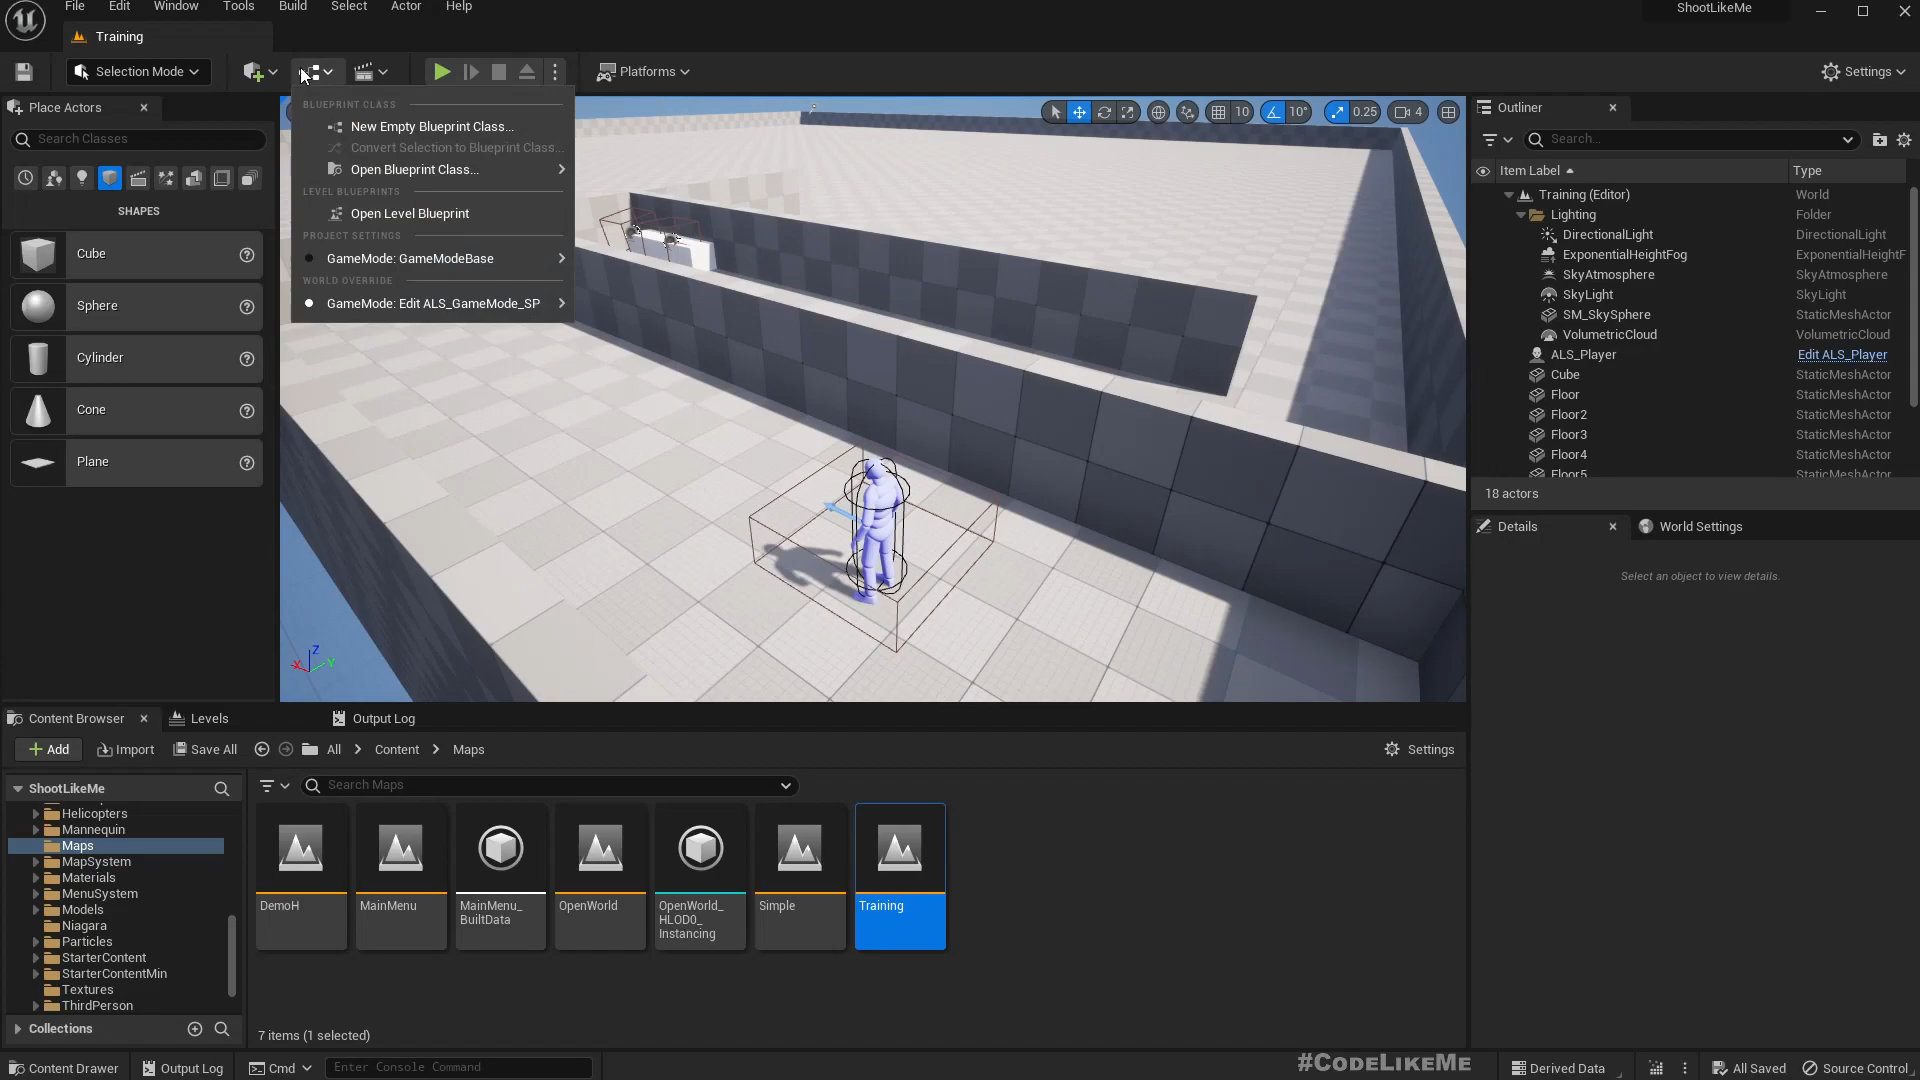 File Edit Window Tools Build Select Actor Help
ShootLikeMe
Training
Selection Mode
Platforms
Settings
Place Actors
Search Classes
SHAPES
Cube
Sphere
Cylinder
Cone
Plane
BLUEPRINT CLASS
New Empty Blueprint Class...
Convert Selection to Blueprint Class...
Open Blueprint Class...
LEVEL BLUEPRINTS
Open Level Blueprint
PROJECT SETTINGS
GameMode: GameModeBase
WORLD OVERRIDE
GameMode: Edit ALS_GameMode_SP
10 10° 0.25 4
X Z Y
Outliner
Search...
Item Label Type
Training (Editor) World
Lighting Folder
DirectionalLight DirectionalLight
ExponentialHeightFog ExponentialHeightF
SkyAtmosphere SkyAtmosphere
SkyLight SkyLight
SM_SkySphere StaticMeshActor
VolumetricCloud VolumetricCloud
ALS_Player Edit ALS_Player
Cube StaticMeshActor
Floor StaticMeshActor
Floor2 StaticMeshActor
Floor3 StaticMeshActor
Floor4 StaticMeshActor
Floor5 StaticMeshActor
18 actors
Details World Settings
Select an object to view details.
Content Browser Levels Output Log
Add Import Save All All Content Maps Settings
ShootLikeMe
Search Maps
Helicopters
Mannequin
Maps
MapSystem
Materials
MenuSystem
Models
Niagara
Particles
StarterContent
StarterContentMin
Textures
ThirdPerson
Collections
DemoH
MainMenu
MainMenu_
BuiltData
OpenWorld
OpenWorld_
HLOD0_
Instancing
Simple
Training
7 items (1 selected)
Content Drawer Output Log Cmd Enter Console Command
#CODELIKEME
Derived Data All Saved Source Control